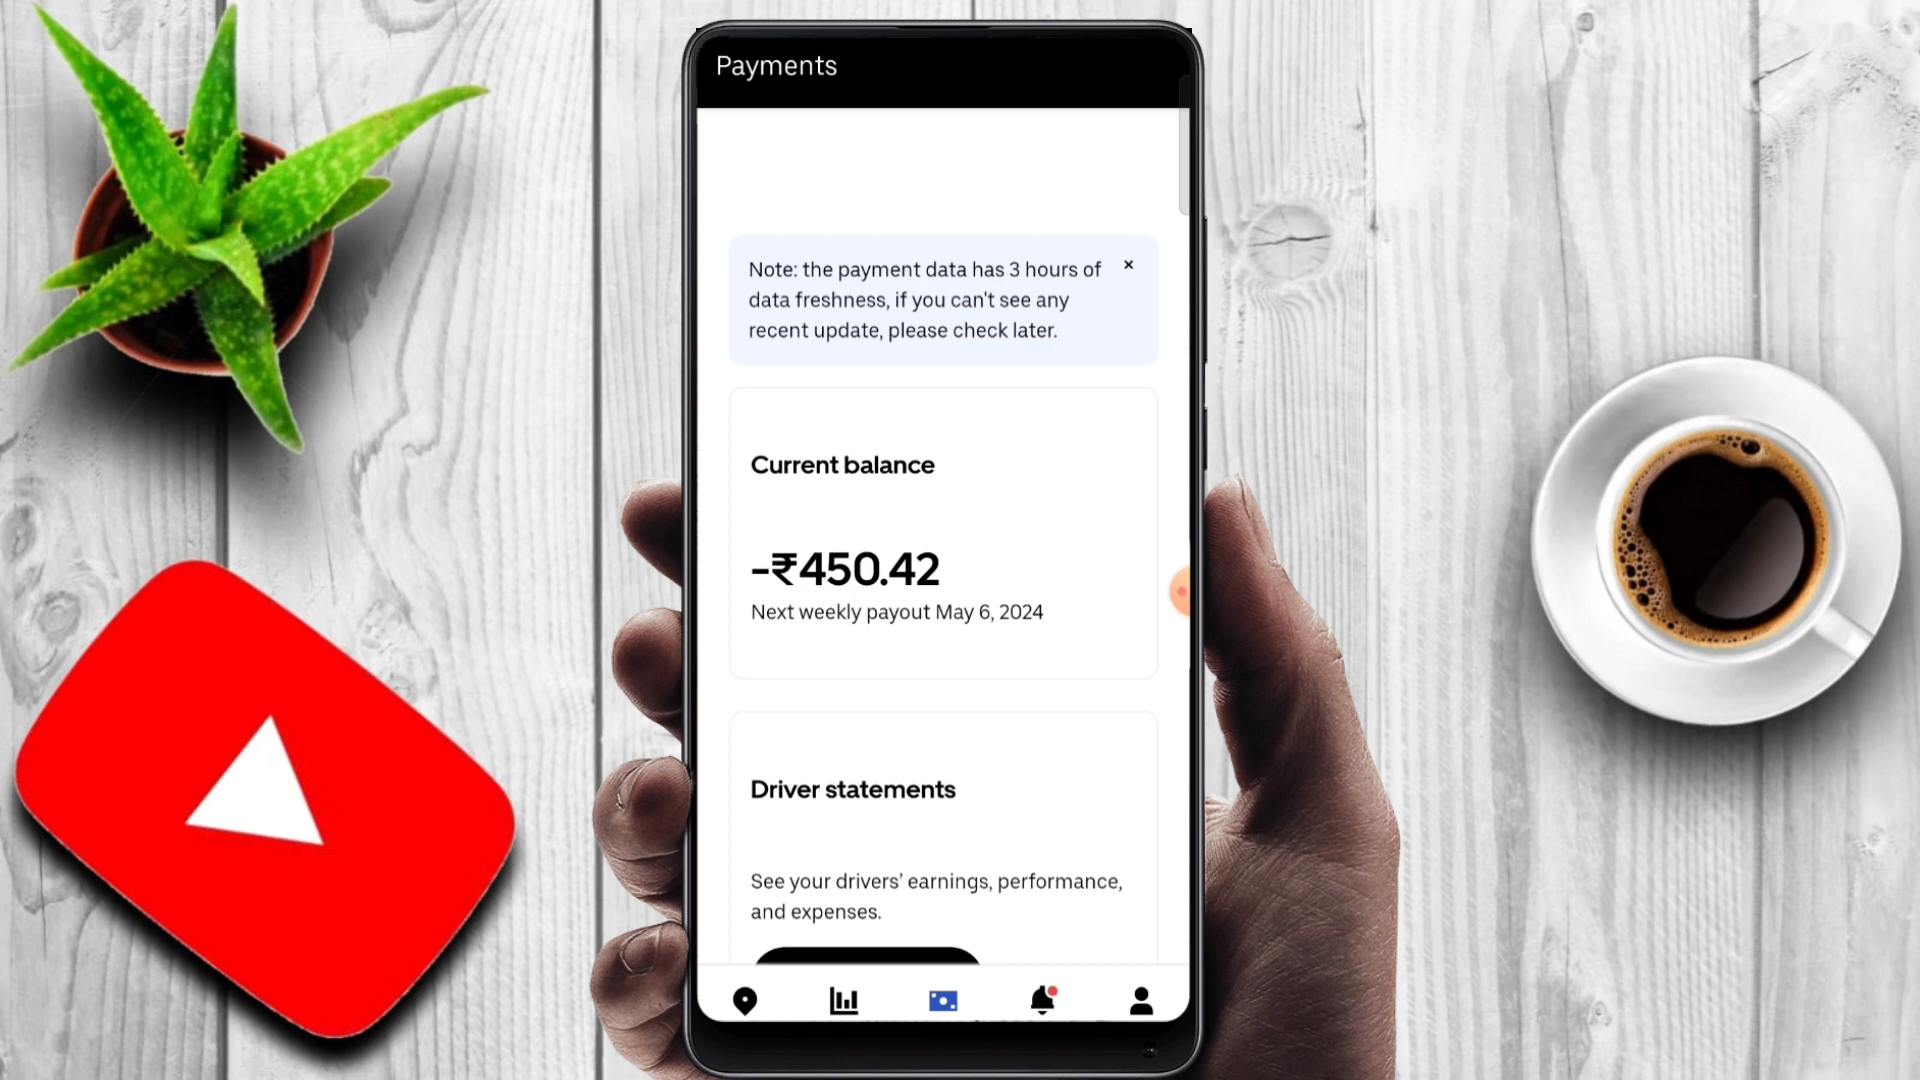 Payments
Note: the payment data has 3 hours of
data freshness, if you can't see any
recent update, please check later.
Current balance
-₹450.42
Next weekly payout May 6, 2024
Driver statements
See your drivers’ earnings, performance,
and expenses.